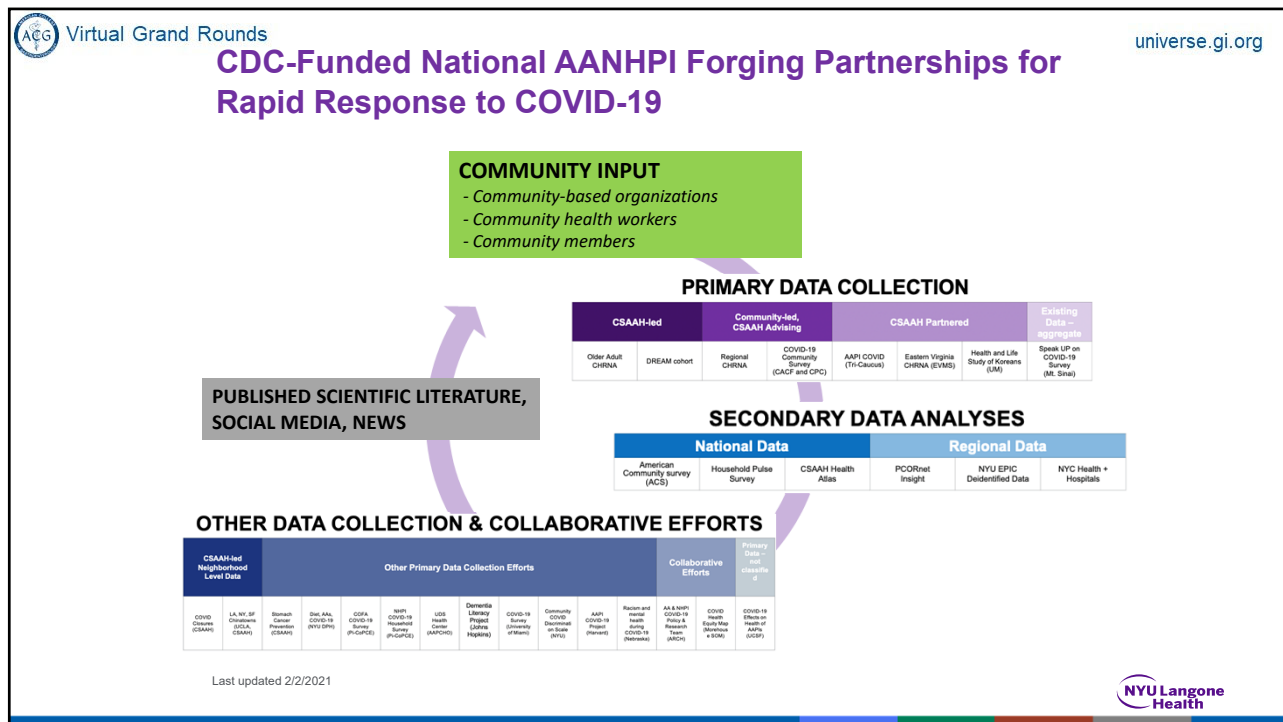 ACG
Virtual Grand Rounds
universe.gi.org
CDC-Funded National AANHPI Forging Partnerships for
Rapid Response to COVID-19
COMMUNITY INPUT
- Community-based organizations
- Community health workers
- Community members
PRIMARY DATA COLLECTION
CSAAH-led
Community-led,
CSAAH Advising
CSAAH Partnered
Existing
Data –
aggregate
Older Adult
CHRNA
DREAM cohort
Regional
CHRNA
COVID-19
Community
Survey
(CACF and CPC)
AAPI COVID
(Tri-Caucus)
Eastern Virginia
CHRNA (EVMS)
Health and Life
Study of Koreans
(UM)
Speak UP on
COVID-19
Survey
(Mt. Sinai)
PUBLISHED SCIENTIFIC LITERATURE,
SOCIAL MEDIA, NEWS
SECONDARY DATA ANALYSES
National Data
Regional Data
American
Community survey
(ACS)
Household Pulse
Survey
CSAAH Health
Atlas
PCORnet
Insight
NYU EPIC
Deidentified Data
NYC Health +
Hospitals
OTHER DATA COLLECTION & COLLABORATIVE EFFORTS
CSAAH-led
Neighborhood
Level Data
Other Primary Data Collection Efforts
Collaborative
Efforts
Primary
Data –
not
classifie
d
COVID
Closures
(CSAAH)
LA, NY, SF
Chinatowns
(UCLA,
CSAAH)
Stomach
Cancer
Prevention
(CSAAH)
Diet, AAs,
COVID-19
(NYU DPH)
COFA
COVID-19
Survey
(Pi-CoPCE)
NHPI
COVID-19
Household
Survey
(Pi-CoPCE)
UDS
Health
Center
(AAPCHO)
Dementia
Literacy
Project
(Johns
Hopkins)
COVID-19
Survey
(University
of Miami)
Community
COVID
Discriminati
on Scale
(NYU)
AAPI
COVID-19
Project
(Harvard)
Racism and
mental
health
during
COVID-19
(Nebraska)
AA & NHPI
COVID-19
Policy &
Research
Team
(ARCH)
COVID
Health
Equity Map
(Morehous
e SOM)
COVID-19
Effects on
Health of
AAPIs
(UCSF)
Last updated 2/2/2021
NYU Langone
Health